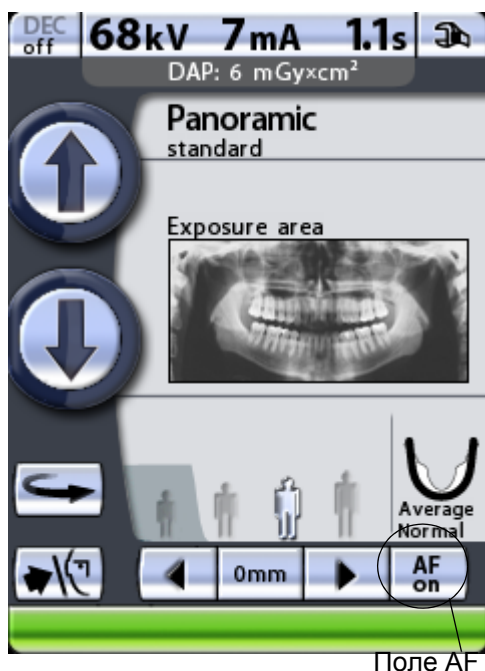 DEC
off
68kV 7mA 1.1s
DAP: 6 mGy×cm²
Panoramic
standard
Exposure area
Average
Normal
0mm
AF
on
Поле AF